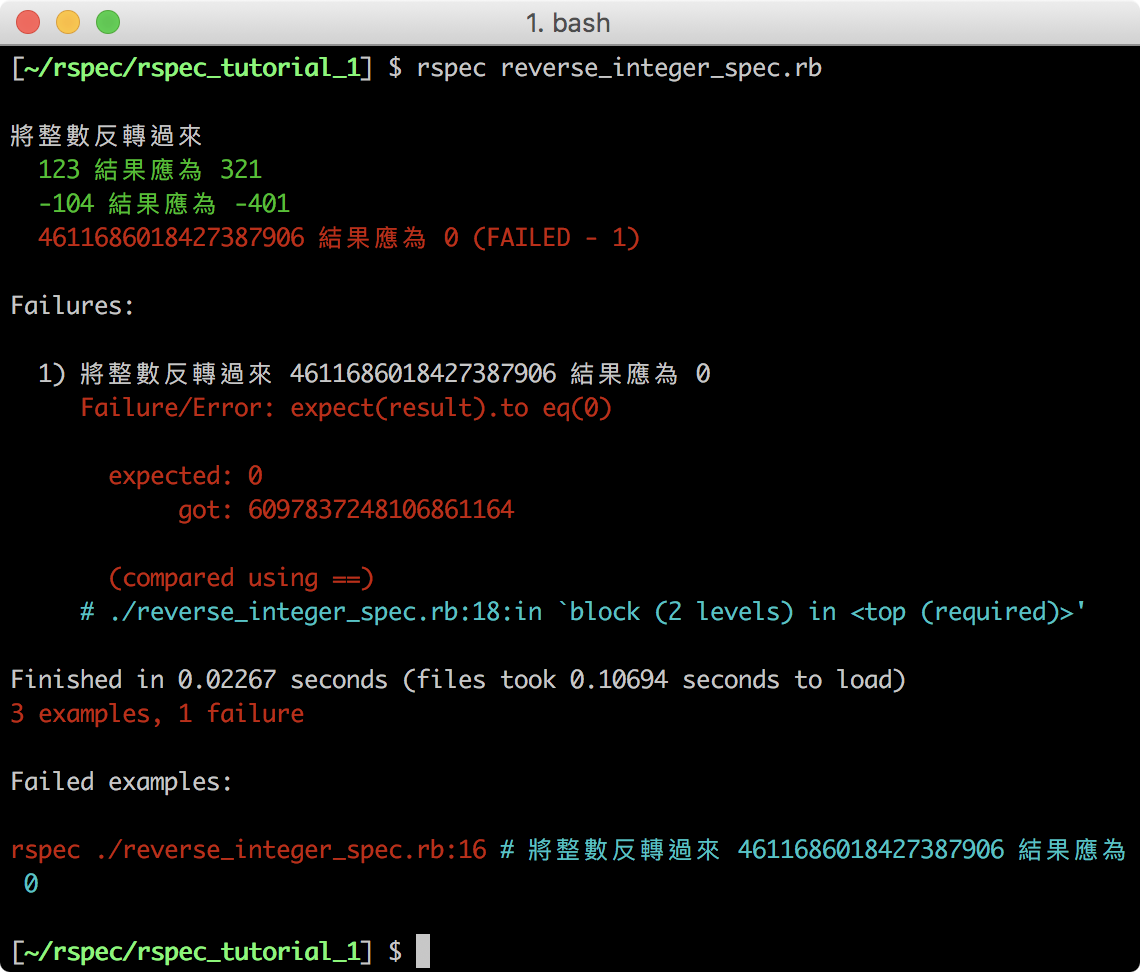 1. bash
[~/rspec/rspec_tutorial_1] $ rspec reverse_integer_spec.rb
將整數反轉過來
123 結果應為 321
-104 結果應為 -401
4611686018427387906 結果應為 0 (FAILED - 1)
Failures:
1) 將整數反轉過來 4611686018427387906 結果應為 0
Failure/Error: expect(result).to eq(0)
expected: 0
got: 6097837248106861164
(compared using ==)
# ./reverse_integer_spec.rb:18:in `block (2 levels) in <top (required)>'
Finished in 0.02267 seconds (files took 0.10694 seconds to load)
3 examples, 1 failure
Failed examples:
rspec ./reverse_integer_spec.rb:16 # 將整數反轉過來 4611686018427387906 結果應為
0
[~/rspec/rspec_tutorial_1] $